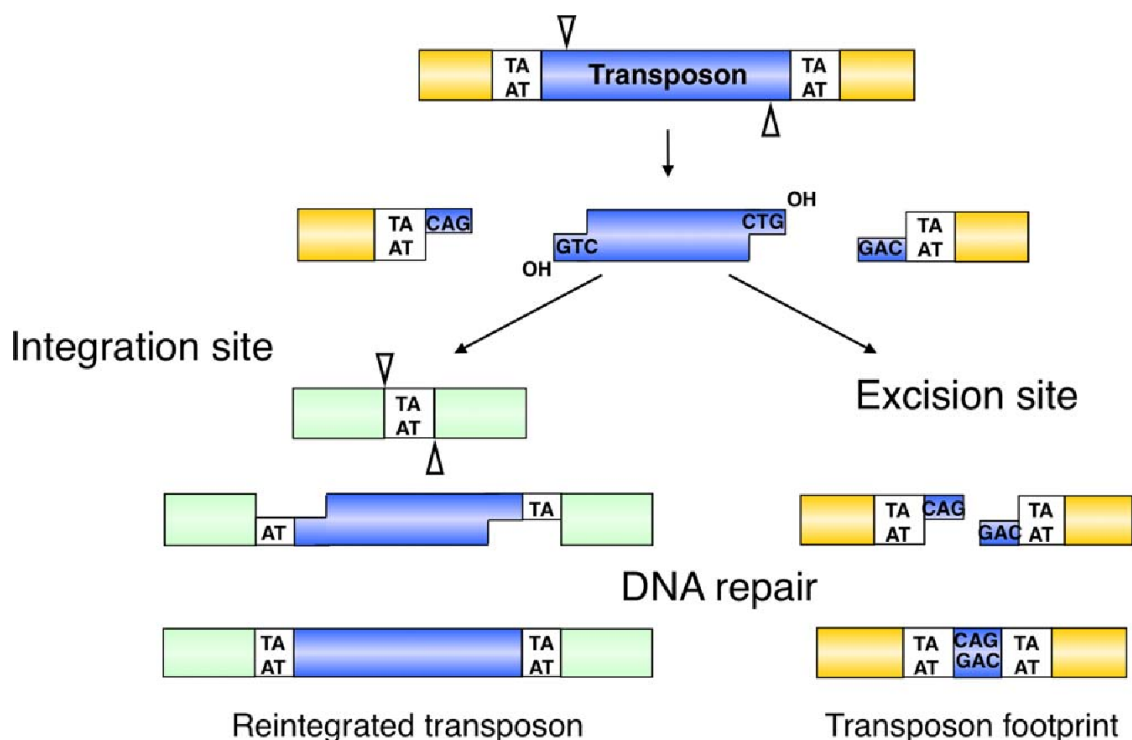 TA Transposon TA
AT AT
OH
TA CAG CTG TA
AT GTC GAC AT
OH
Integration site
Excision site
TA
AT
TA TA CAG TA
AT AT GAC AT
DNA repair
TA TA TA CAG TA
AT AT AT GAC AT
Reintegrated transposon Transposon footprint